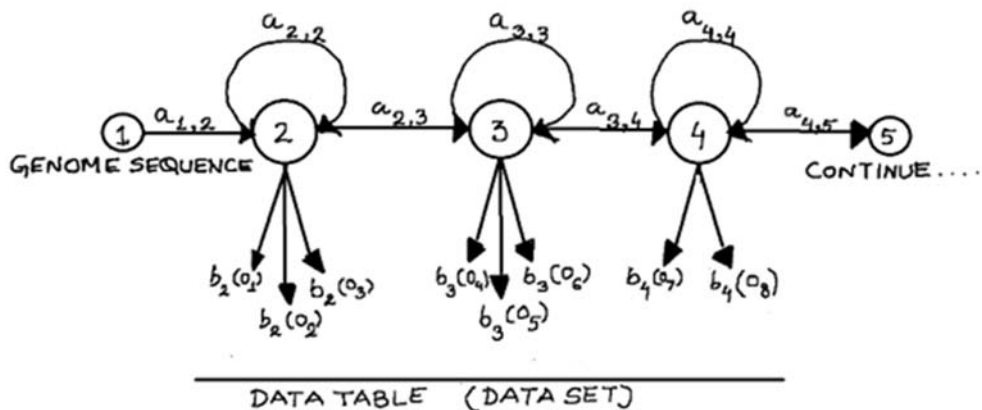 a2,2 a3,3 a4,4
a1,2 a2,3 a3,4 a4,5
1 2 3 4 5
GENOME SEQUENCE CONTINUE....
b2(o1) b2(o3) b3(o4) b3(o6) b4(o7) b4(o8)
b2(o2) b3(o5)
DATA TABLE (DATA SET)